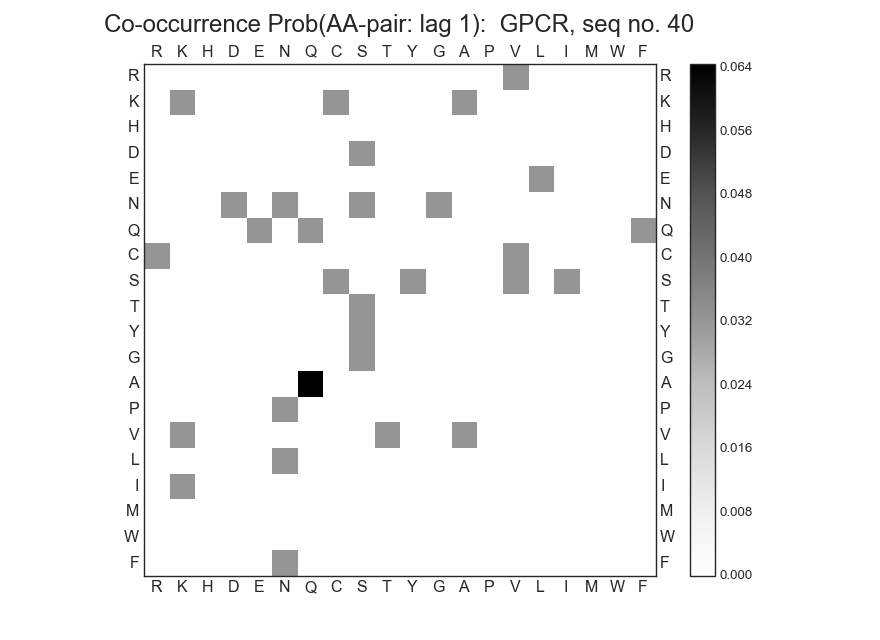 Co-occurrence Prob(AA-pair: lag 1):  GPCR, seq no. 40
R K H D E N Q C S T Y G A P V L I M W F
R R 0.064
K K
H H 0.056
D D
E E 0.048
N N
Q Q 0.040
C C
S S
T T 0.032
Y Y
G G 0.024
A A
P P
V V 0.016
L L
I I 0.008
M M
W W
F F 0.000
R K H D E N Q C S T Y G A P V L I M W F